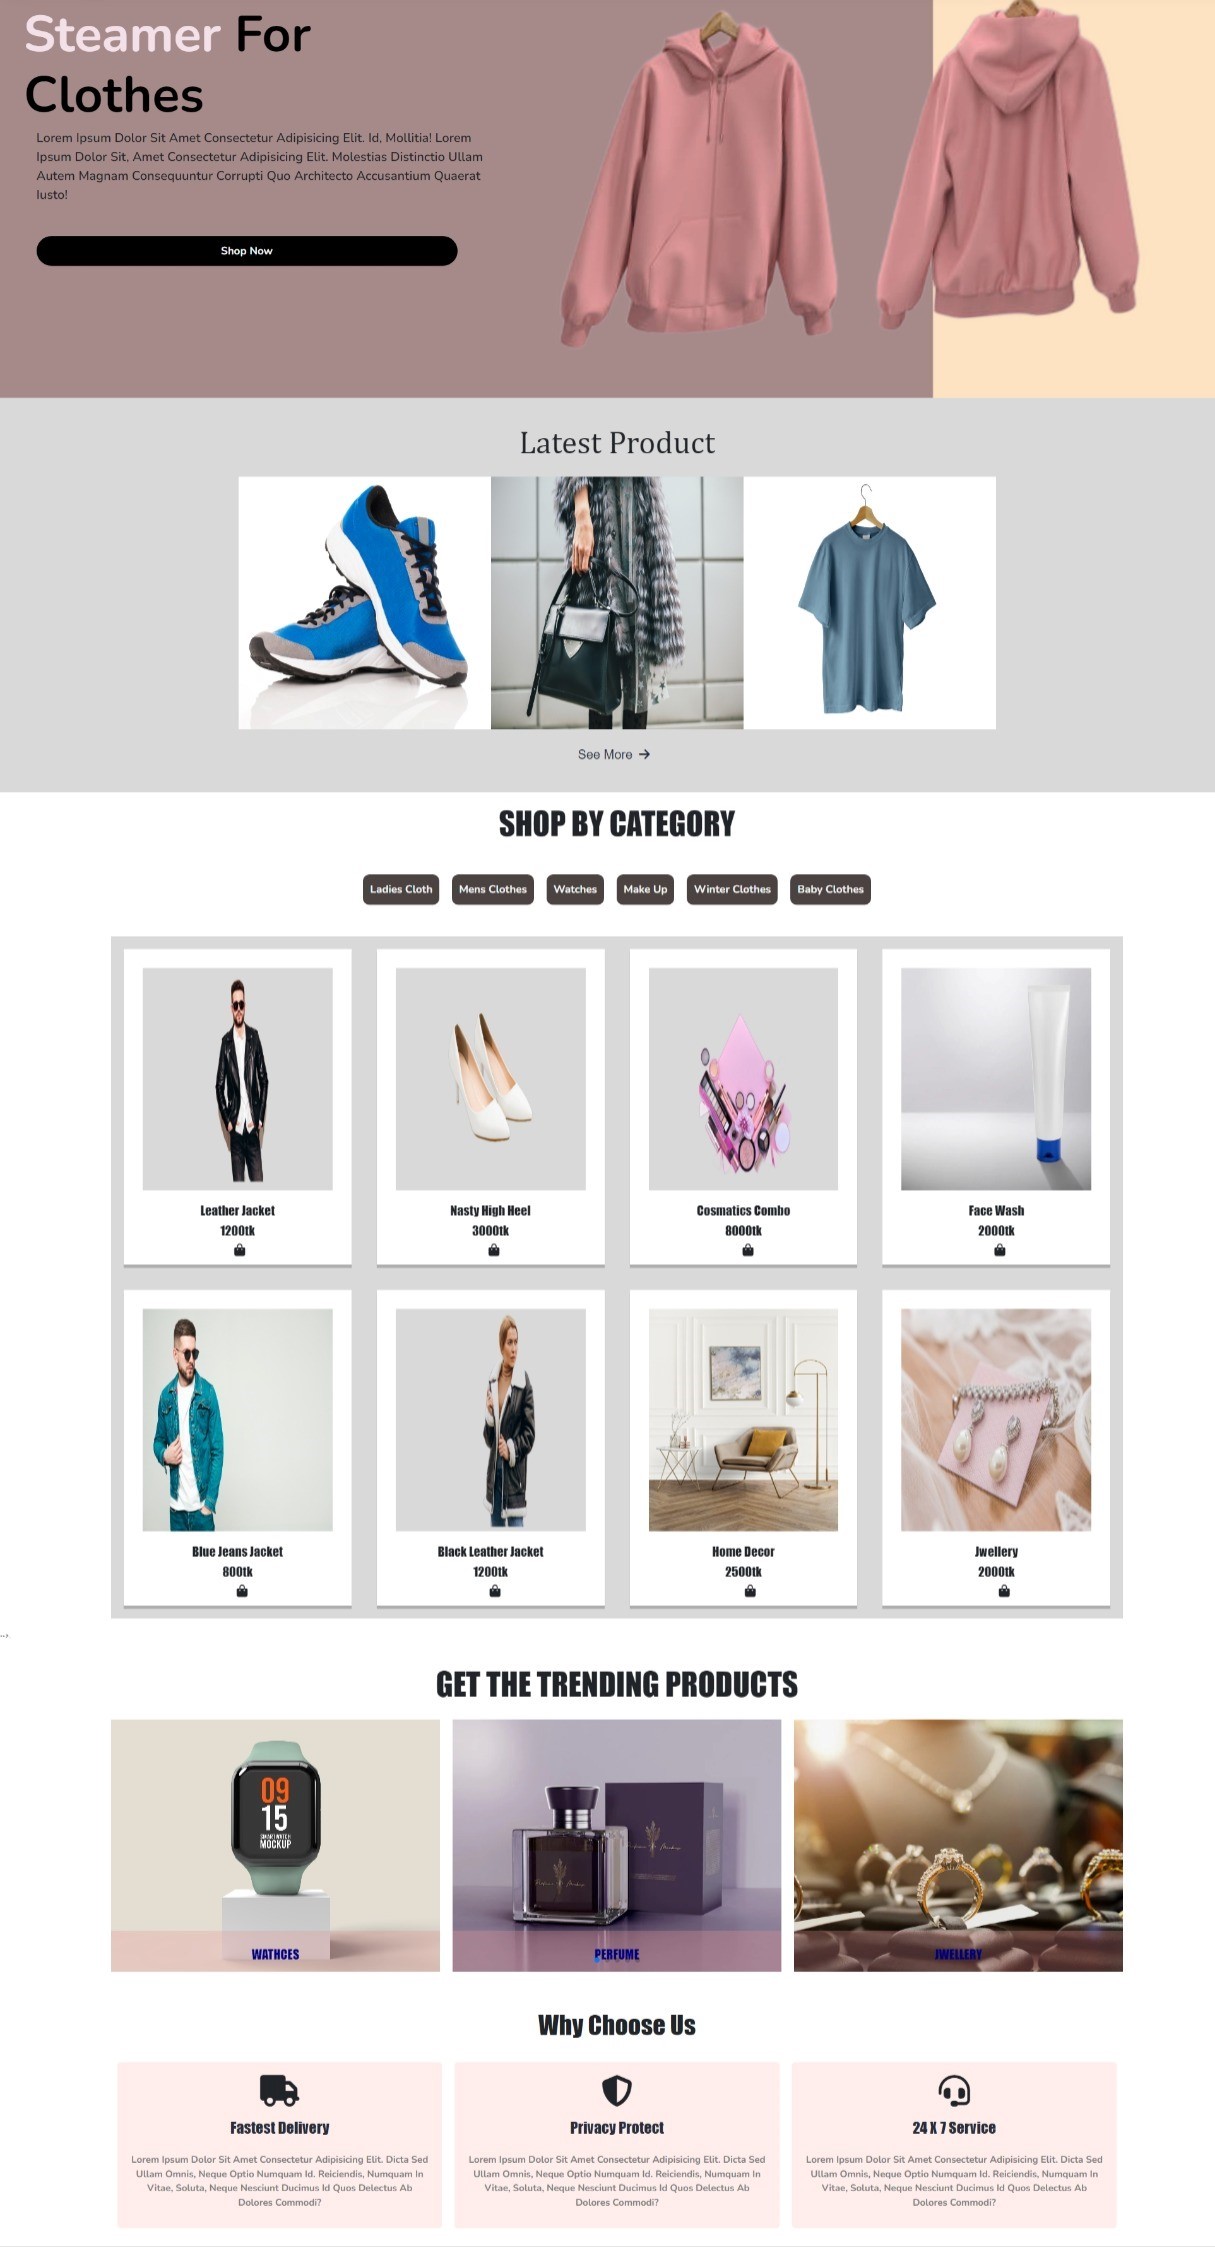 Steamer For
Clothes
Lorem Ipsum Dolor Sit Amet Consectetur Adipisicing Elit. Id, Mollitia! Lorem
Ipsum Dolor Sit, Amet Consectetur Adipisicing Elit. Molestias Distinctio Ullam
Autem Magnam Consequuntur Corrupti Quo Architecto Accusantium Quaerat
Iusto!
Shop Now
Latest Product
See More
SHOP BY CATEGORY
Ladies Cloth
Mens Clothes
Watches
Make Up
Winter Clothes
Baby Clothes
Leather Jacket
1200tk
Nasty High Heel
3000tk
Cosmatics Combo
8000tk
Face Wash
2000tk
Blue Jeans Jacket
800tk
Black Leather Jacket
1200tk
Home Decor
2500tk
Jwellery
2000tk
GET THE TRENDING PRODUCTS
09
15
SMARTWATCH
MOCKUP
WATHCES
PERFUME
JWELLERY
Why Choose Us
Fastest Delivery
Lorem Ipsum Dolor Sit Amet Consectetur Adipisicing Elit. Dicta Sed
Ullam Omnis, Neque Optio Numquam Id. Reiciendis, Numquam In
Vitae, Soluta, Neque Nesciunt Ducimus Id Quos Delectus Ab
Dolores Commodi?
Privacy Protect
Lorem Ipsum Dolor Sit Amet Consectetur Adipisicing Elit. Dicta Sed
Ullam Omnis, Neque Optio Numquam Id. Reiciendis, Numquam In
Vitae, Soluta, Neque Nesciunt Ducimus Id Quos Delectus Ab
Dolores Commodi?
24 X 7 Service
Lorem Ipsum Dolor Sit Amet Consectetur Adipisicing Elit. Dicta Sed
Ullam Omnis, Neque Optio Numquam Id. Reiciendis, Numquam In
Vitae, Soluta, Neque Nesciunt Ducimus Id Quos Delectus Ab
Dolores Commodi?